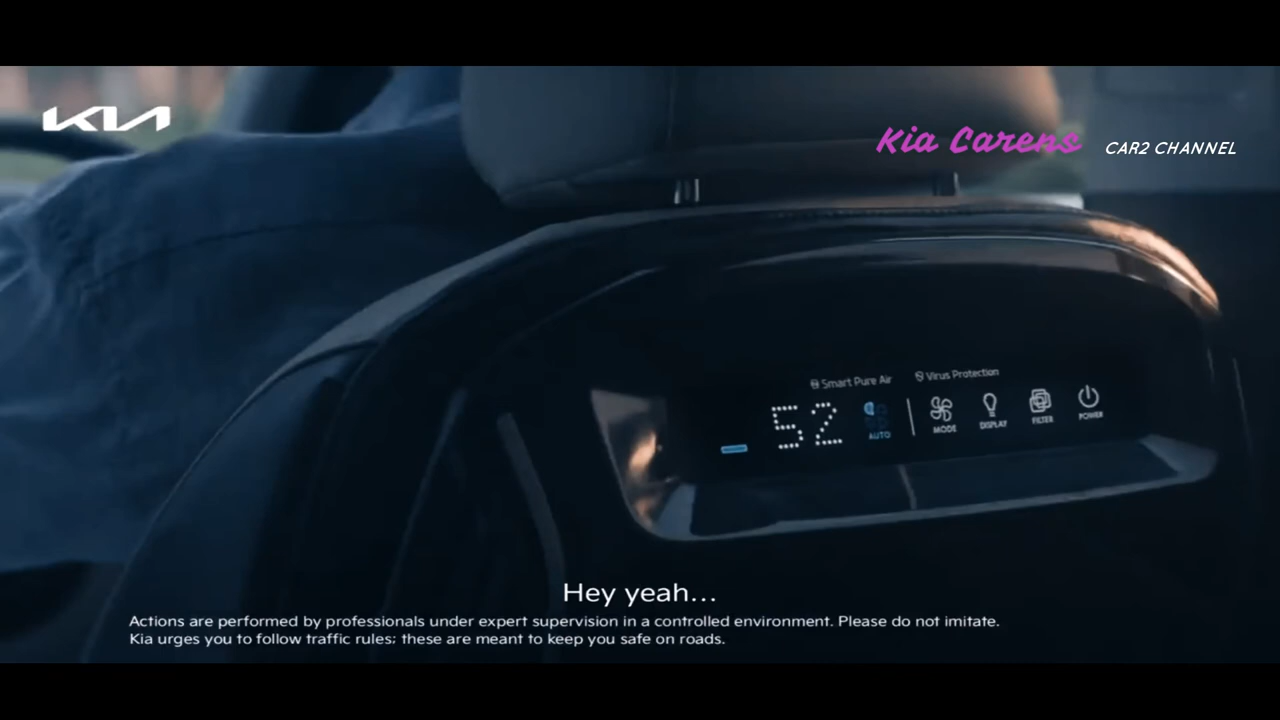 KIA
Kia Carens CAR2 CHANNEL
Smart Pure Air Virus Protection
52 AUTO MODE DISPLAY FILTER POWER
Hey yeah...
Actions are performed by professionals under expert supervision in a controlled environment. Please do not imitate.
Kia urges you to follow traffic rules; these are meant to keep you safe on roads.